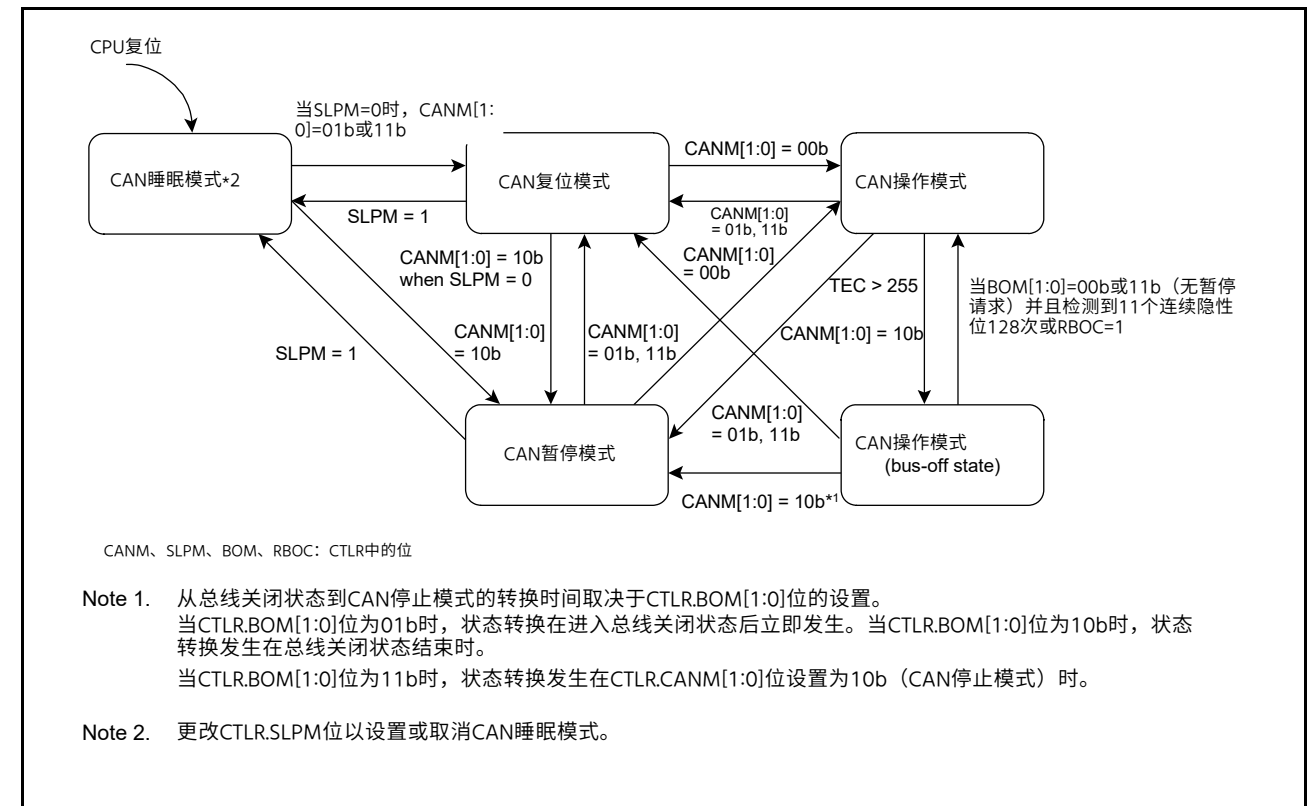 CPU复位
当SLPM=0时，CANM[1:
0]=01b或11b
CAN睡眠模式*2
CAN复位模式
CANM[1:0] = 00b
CAN操作模式
SLPM = 1
CANM[1:0]
= 01b, 11b
CANM[1:0] = 10b
when SLPM = 0
CANM[1:0]
= 00b
TEC > 255
当BOM[1:0]=00b或11b（无暂停
请求）并且检测到11个连续隐性
位128次或RBOC=1
SLPM = 1
CANM[1:0]
= 10b
CANM[1:0]
= 01b, 11b
CANM[1:0] = 10b
CANM[1:0]
= 01b, 11b
CAN暂停模式
CAN操作模式
(bus-off state)
CANM[1:0] = 10b*1
CANM、SLPM、BOM、RBOC：CTLR中的位
Note 1. 从总线关闭状态到CAN停止模式的转换时间取决于CTLR.BOM[1:0]位的设置。
当CTLR.BOM[1:0]位为01b时，状态转换在进入总线关闭状态后立即发生。当CTLR.BOM[1:0]位为10b时，状态
转换发生在总线关闭状态结束时。
当CTLR.BOM[1:0]位为11b时，状态转换发生在CTLR.CANM[1:0]位设置为10b（CAN停止模式）时。
Note 2. 更改CTLR.SLPM位以设置或取消CAN睡眠模式。